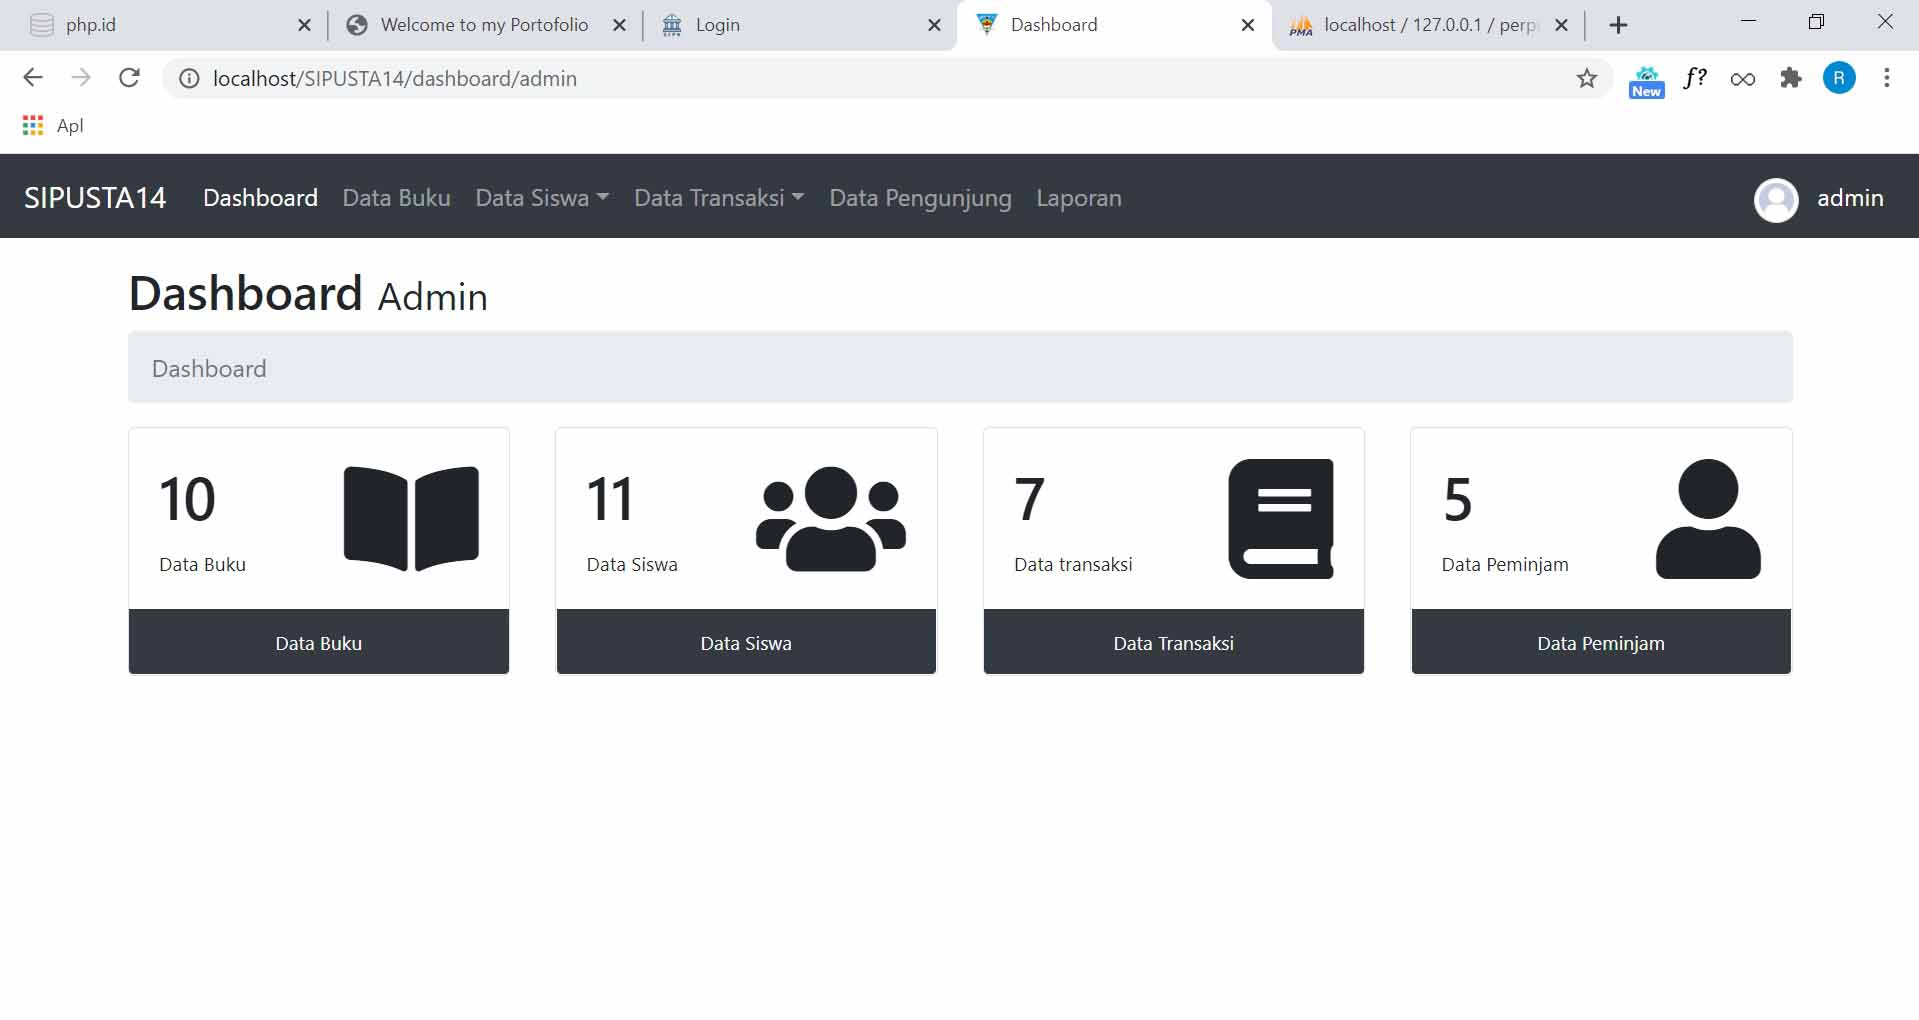 php.id
Welcome to my Portofolio
Login
Dashboard
PMA
localhost / 127.0.0.1 / perp
localhost/SIPUSTA14/dashboard/admin
New
f?
R
Apl
SIPUSTA14 Dashboard Data Buku Data Siswa Data Transaksi Data Pengunjung Laporan admin
Dashboard Admin
Dashboard
10
Data Buku
Data Buku
11
Data Siswa
Data Siswa
7
Data transaksi
Data Transaksi
5
Data Peminjam
Data Peminjam